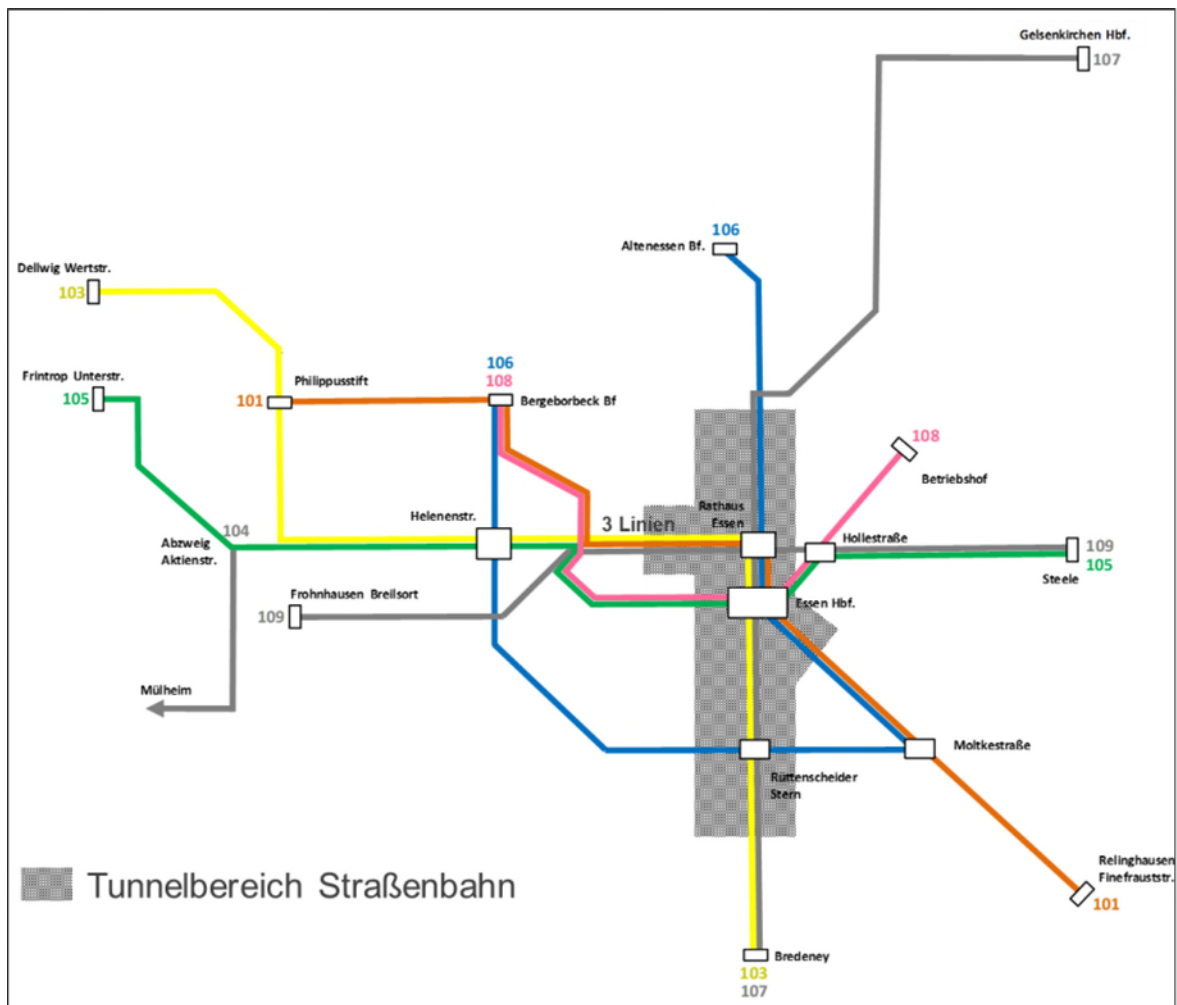 Gelsenkirchen Hbf.
107
106
Altenessen Bf.
Dellwig Wertstr.
103
Frintrop Unterstr.
105
Philippusstift
101
106
108
Bergeborbeck Bf
108
Betriebshof
Helenenstr.
3 Linien
Rathaus
Essen
Hollestraße
104
Abzweig
Aktienstr.
109
105
Steele
Frohnhausen Breilsort
109
Essen Hbf.
Mülheim
Moltkestraße
Rüttenscheider
Stern
Relinghausen
Finefrauststr.
101
Tunnelbereich Straßenbahn
Bredeney
103
107